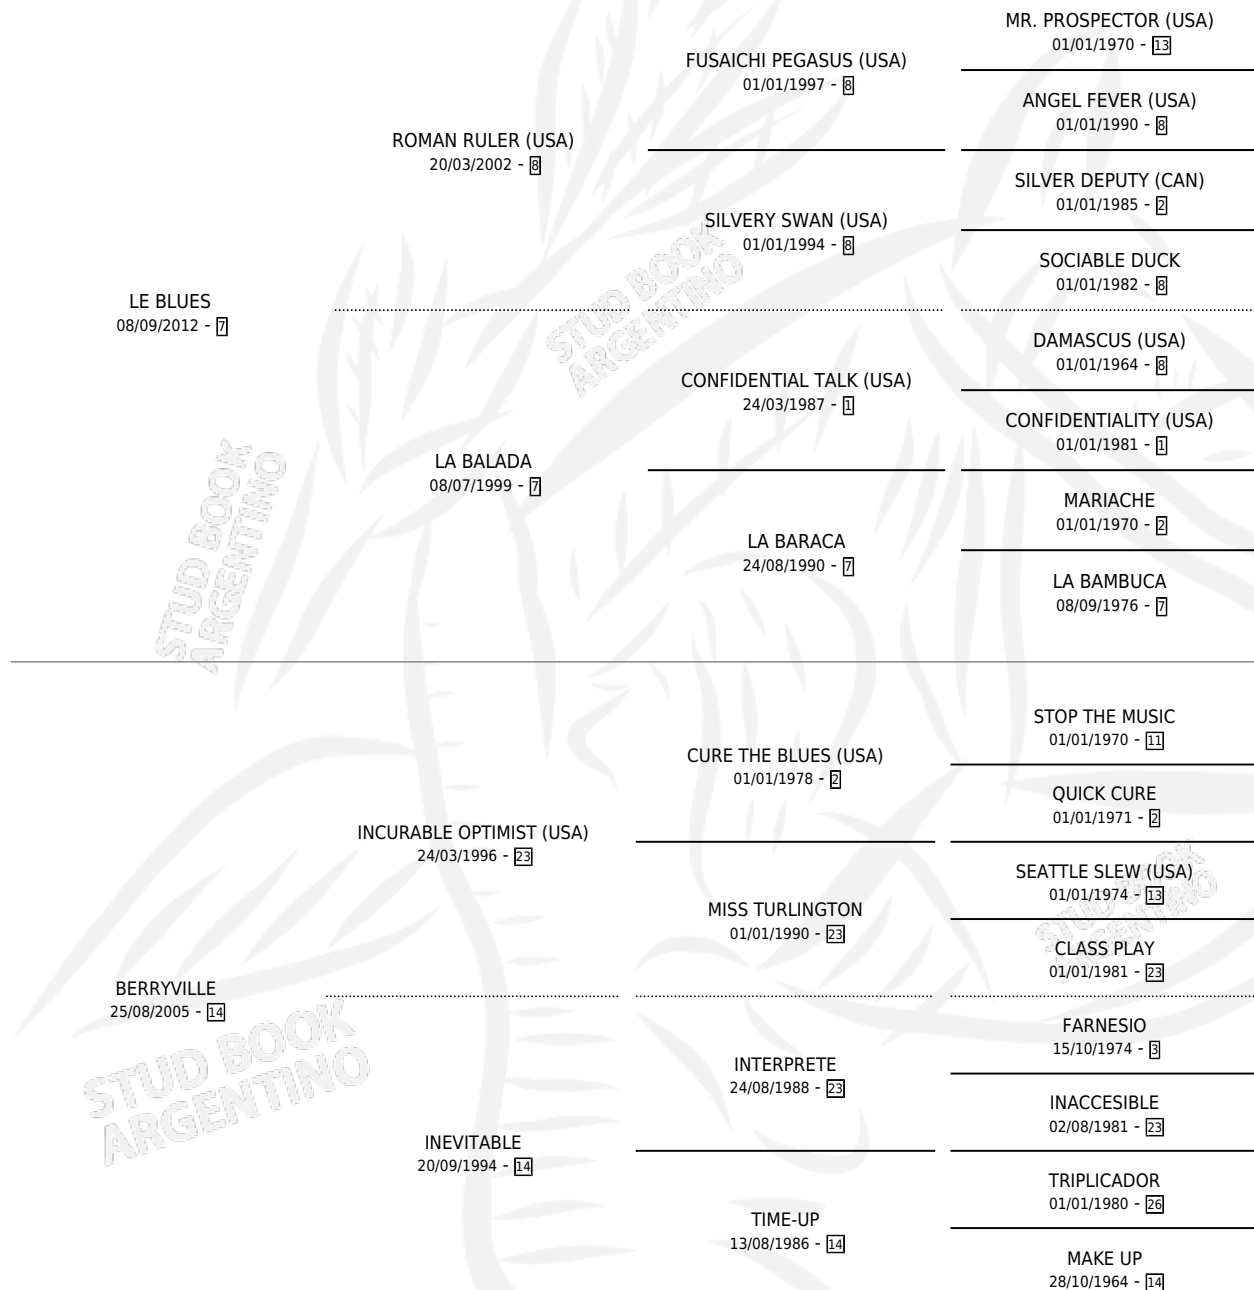 MR. PROSPECTOR (USA)
01/01/1970 - 13
FUSAICHI PEGASUS (USA)
01/01/1997 - 8
ANGEL FEVER (USA)
01/01/1990 - 8
ROMAN RULER (USA)
20/03/2002 - 8
SILVER DEPUTY (CAN)
01/01/1985 - 2
SILVERY SWAN (USA)
01/01/1994 - 8
SOCIABLE DUCK
01/01/1982 - 8
LE BLUES
08/09/2012 - 7
DAMASCUS (USA)
01/01/1964 - 8
CONFIDENTIAL TALK (USA)
24/03/1987 - 1
CONFIDENTIALITY (USA)
01/01/1981 - 1
LA BALADA
08/07/1999 - 7
MARIACHE
01/01/1970 - 2
LA BARACA
24/08/1990 - 7
LA BAMBUCA
08/09/1976 - 7
STOP THE MUSIC
01/01/1970 - 11
CURE THE BLUES (USA)
01/01/1978 - 2
QUICK CURE
01/01/1971 - 2
INCURABLE OPTIMIST (USA)
24/03/1996 - 23
SEATTLE SLEW (USA)
01/01/1974 - 13
MISS TURLINGTON
01/01/1990 - 23
CLASS PLAY
01/01/1981 - 23
BERRYVILLE
25/08/2005 - 14
FARNESIO
15/10/1974 - 3
INTERPRETE
24/08/1988 - 23
INACCESIBLE
02/08/1981 - 23
INEVITABLE
20/09/1994 - 14
TRIPLICADOR
01/01/1980 - 26
TIME-UP
13/08/1986 - 14
MAKE UP
28/10/1964 - 14
STUD BOOK
ARGENTINO
STUD BOOK
ARGENTINO
STUD BOOK
ARGENTINO
STUD BOOK
ARGENTINO